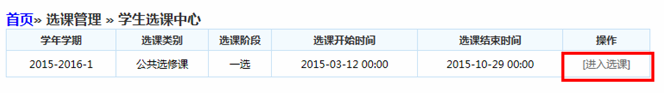 首页» 选课管理 » 学生选课中心
学年学期 选课类别 选课阶段 选课开始时间 选课结束时间 操作
2015-2016-1 公共选修课 一选 2015-03-12 00:00 2015-10-29 00:00 [进入选课]